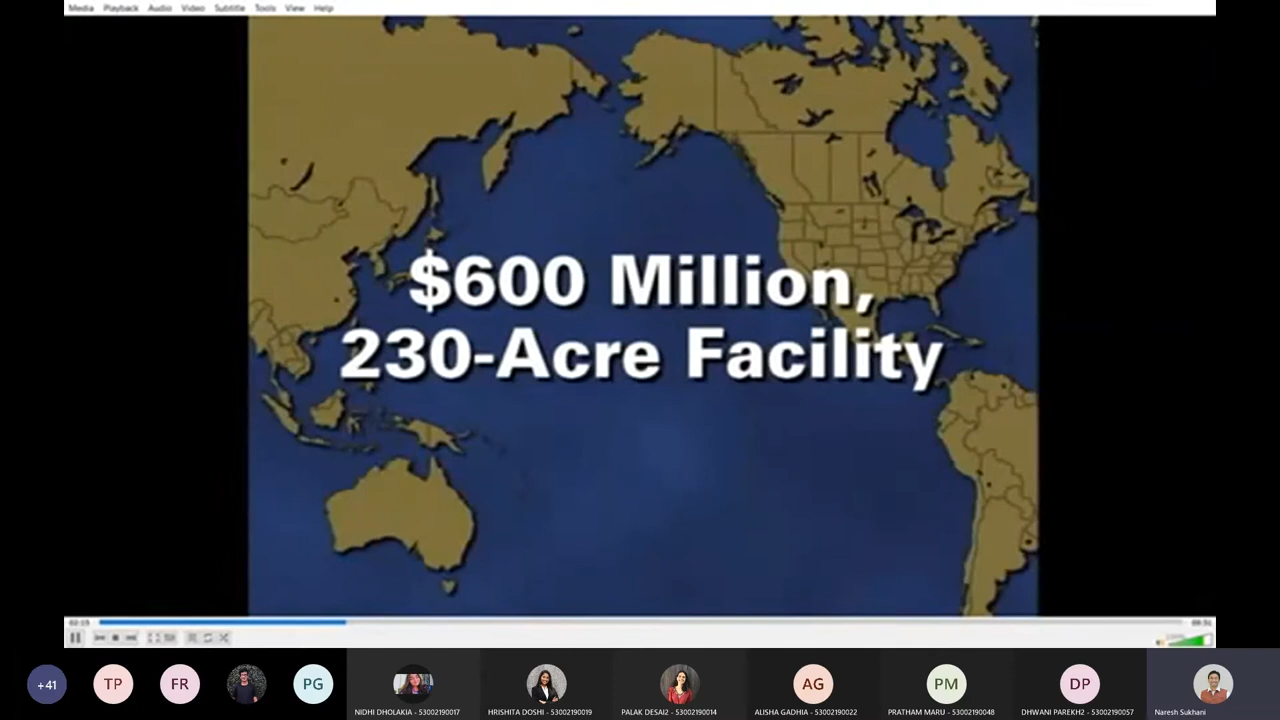 Media Playback Audio Video Subtitle Tools View Help
$600 Million,
230-Acre Facility
02:15
+41 TP FR PG AG PM DP
NIDHI DHOLAKIA - 53002190017 HRISHITA DOSHI - 53002190019 PALAK DESAI2 - 53002190014 ALISHA GADHIA - 53002190022 PRATHAM MARU - 53002190048 DHWANI PAREKH2 - 53002190057 Naresh Sukhani